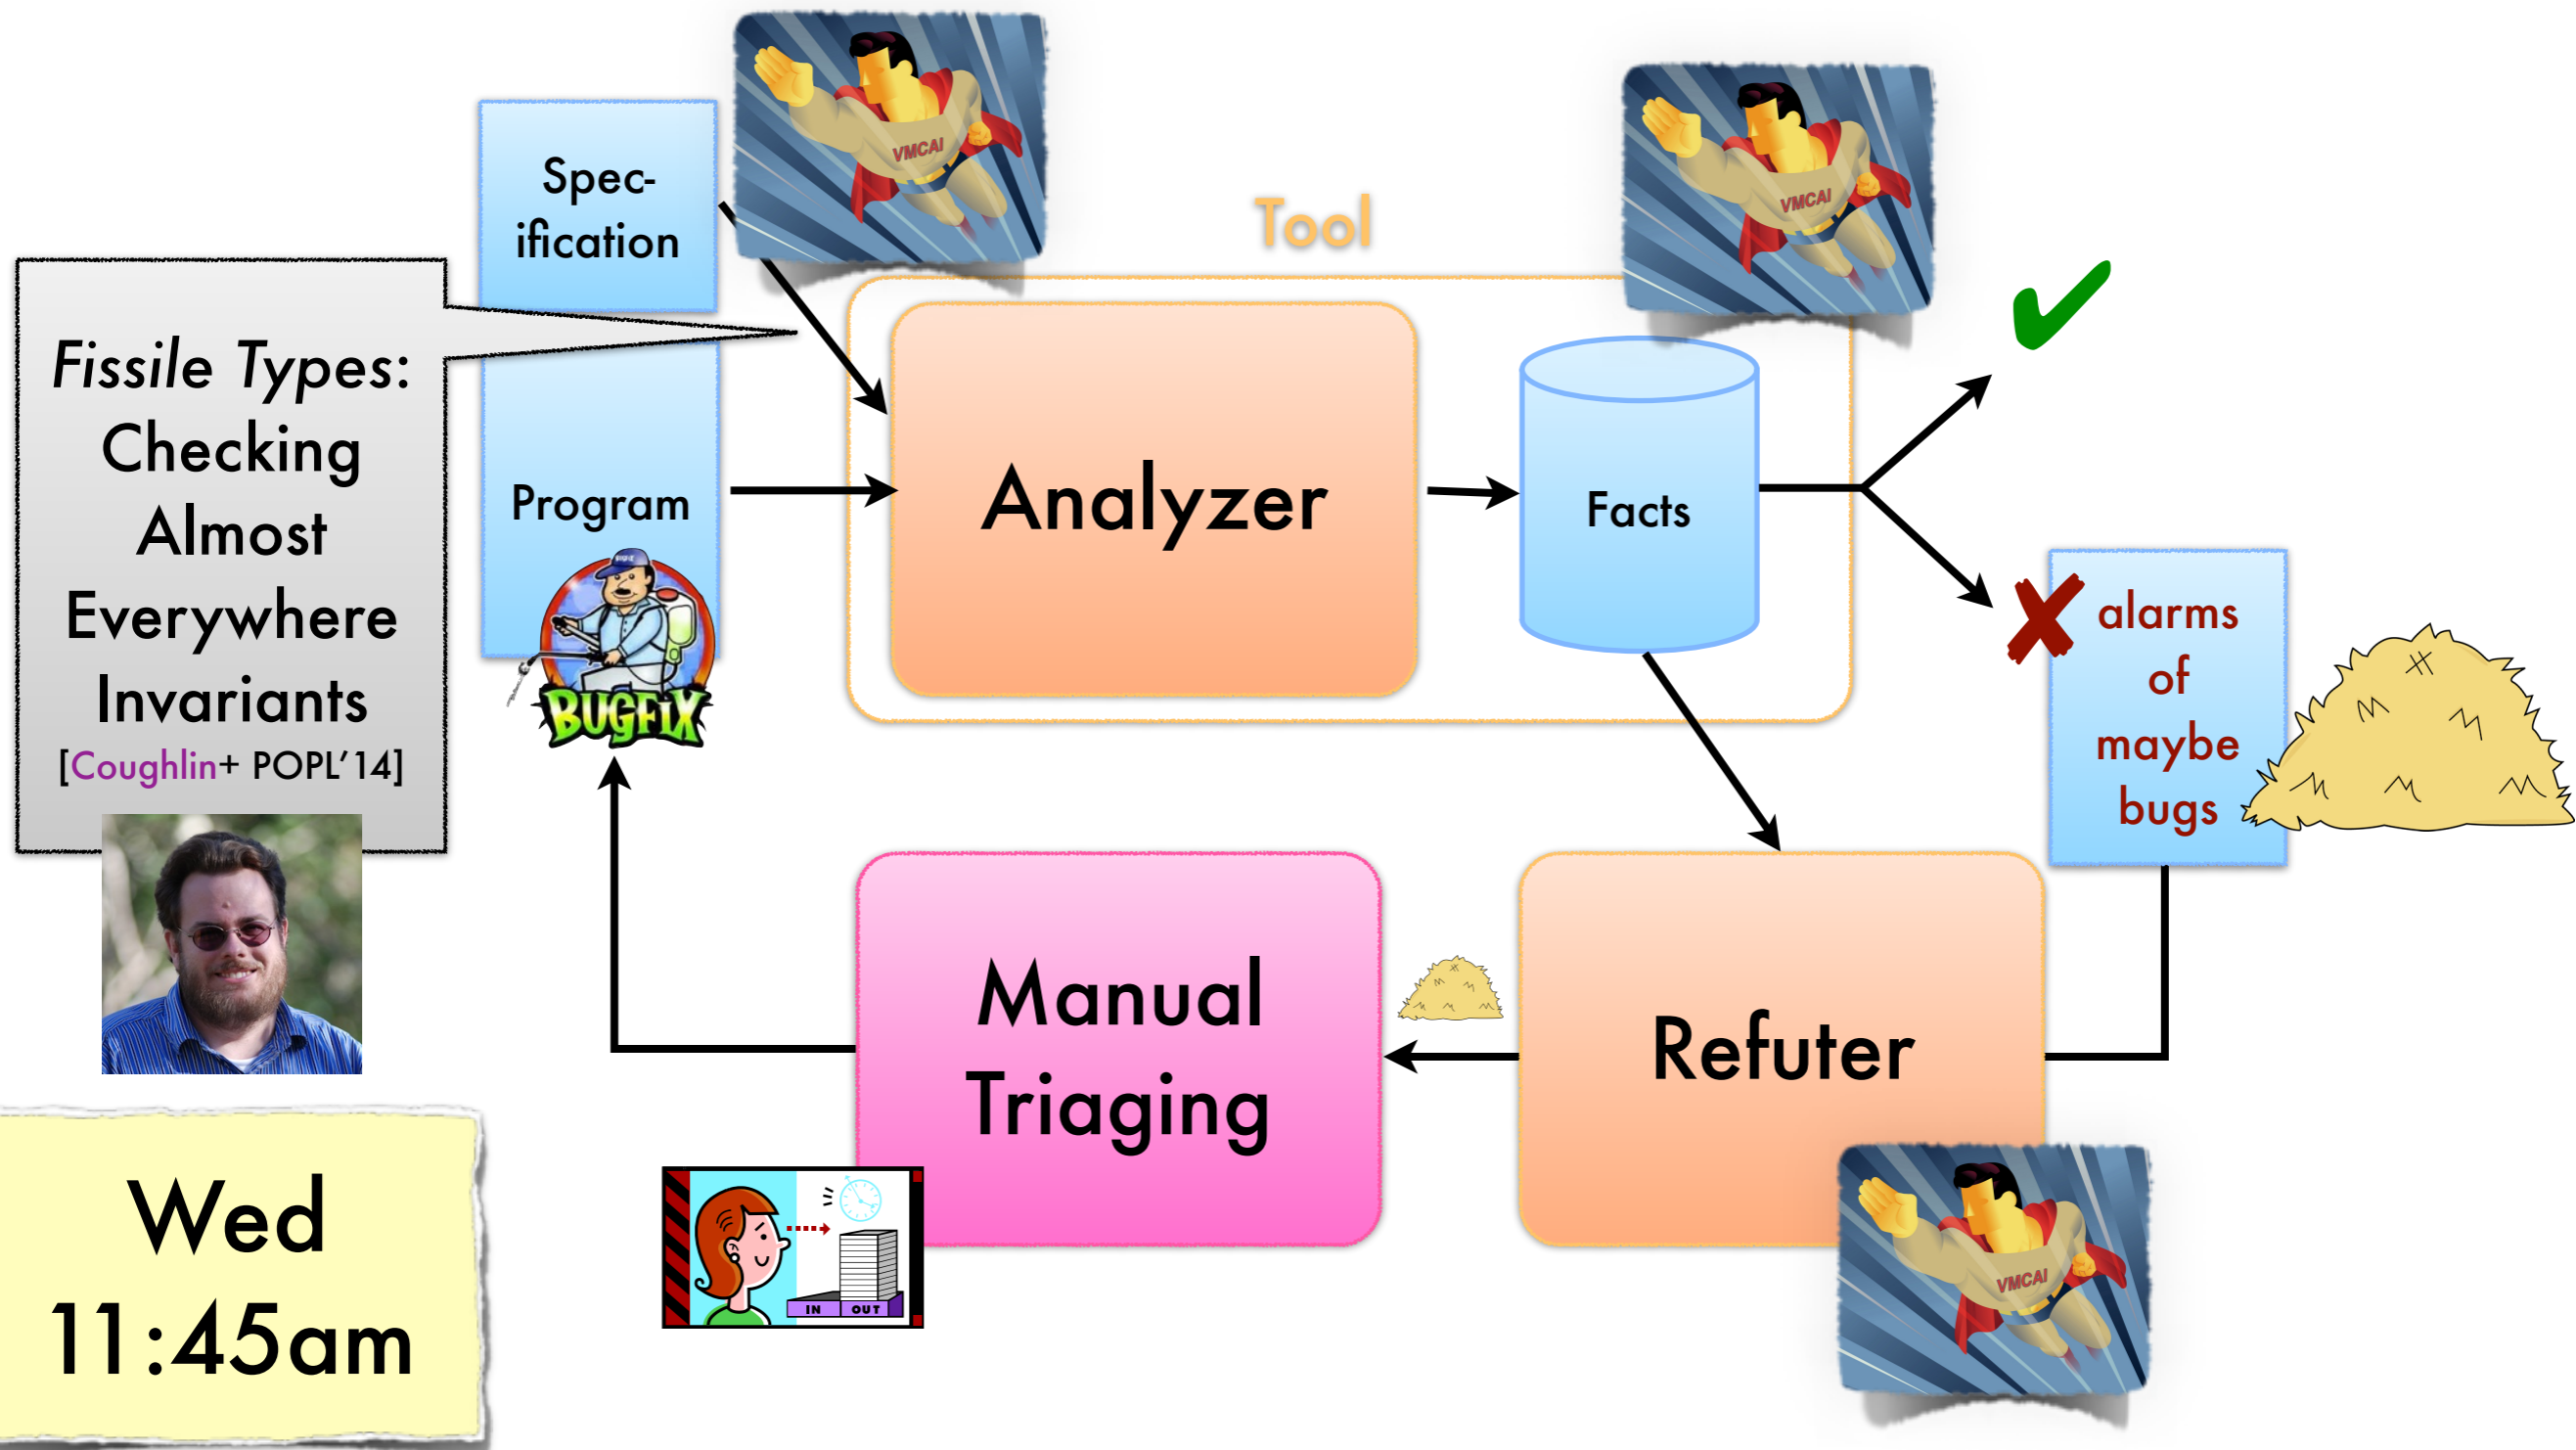 Spec-
ification
Tool
Fissile Types:
Checking
Almost
Everywhere
Invariants
[Coughlin+ POPL’14]
Program
BUGFIX
Analyzer
Facts
VMCAI
VMCAI
✔
✘
alarms
of
maybe
bugs
Manual
Triaging
Refuter
IN OUT
VMCAI
Wed
11:45am